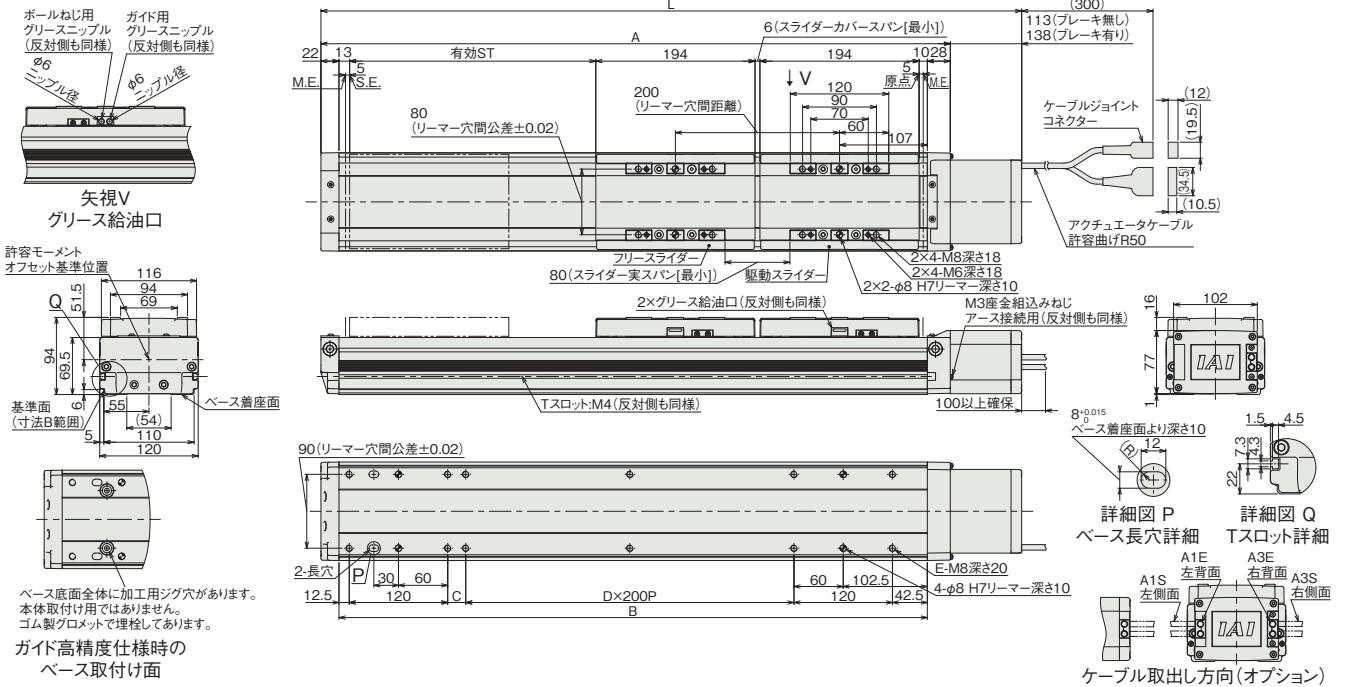 ボールねじ用
グリースニップル
(反対側も同様)
ガイド用
グリースニップル
(反対側も同様)
φ6
ニップル径
φ6
ニップル径
矢視V
グリース給油口
L
(300)
113(ブレーキ無し)
138(ブレーキ有り)
A
6(スライダーカバースパン[最小])
22
13
有効ST
194
194
10
28
5
M.E.
S.E.
5
原点
M.E.
V
120
90
70
60
107
200
(リーマー穴間距離)
80
(リーマー穴間公差±0.02)
ケーブルジョイント
コネクター
(12)
(19.5)
(34.5)
(10.5)
アクチュエータケーブル
許容曲げR50
フリースライダー
80(スライダー実スパン[最小])
駆動スライダー
2×4-M8深さ18
2×4-M6深さ18
2×2-φ8 H7リーマー深さ10
許容モーメント
オフセット基準位置
116
94
69
51.5
Q
94
69.5
6
基準面
(寸法B範囲)
55
(54)
5
110
120
ベース着座面
2×グリース給油口(反対側も同様)
M3座金組込みねじ
アース接続用(反対側も同様)
Tスロット:M4(反対側も同様)
100以上確保
16
102
77
1
IAI
8+0.015 0
ベース着座面より深さ10
12
(R)
詳細図 P
ベース長穴詳細
1.5
4.5
7.3
4.3
22
詳細図 Q
Tスロット詳細
90(リーマー穴間公差±0.02)
2-長穴
P
30
60
12.5
120
C
D×200P
60
102.5
120
42.5
B
E-M8深さ20
4-φ8 H7リーマー深さ10
ベース底面全体に加工用ジグ穴があります。
本体取付け用ではありません。
ゴム製グロメットで埋栓してあります。
ガイド高精度仕様時の
ベース取付け面
A1E
左背面
A3E
右背面
A1S
左側面
A3S
右側面
IAI
ケーブル取出し方向(オプション)